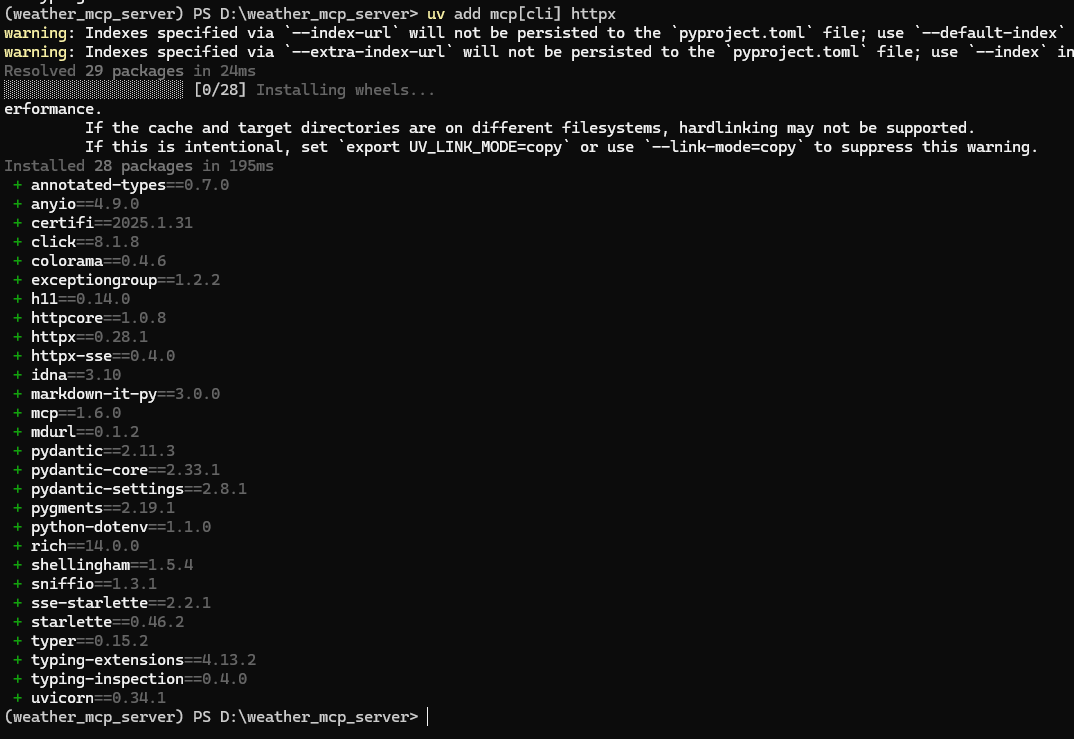 (weather_mcp_server) PS D:\weather_mcp_server> uv add mcp[cli] httpx
warning: Indexes specified via `--index-url` will not be persisted to the `pyproject.toml` file; use `--default-index`
warning: Indexes specified via `--extra-index-url` will not be persisted to the `pyproject.toml` file; use `--index` in
Resolved 29 packages in 24ms
░░░░░░░░░░░░░░░░░░░░ [0/28] Installing wheels...
erformance.
         If the cache and target directories are on different filesystems, hardlinking may not be supported.
         If this is intentional, set `export UV_LINK_MODE=copy` or use `--link-mode=copy` to suppress this warning.
Installed 28 packages in 195ms
 + annotated-types==0.7.0
 + anyio==4.9.0
 + certifi==2025.1.31
 + click==8.1.8
 + colorama==0.4.6
 + exceptiongroup==1.2.2
 + h11==0.14.0
 + httpcore==1.0.8
 + httpx==0.28.1
 + httpx-sse==0.4.0
 + idna==3.10
 + markdown-it-py==3.0.0
 + mcp==1.6.0
 + mdurl==0.1.2
 + pydantic==2.11.3
 + pydantic-core==2.33.1
 + pydantic-settings==2.8.1
 + pygments==2.19.1
 + python-dotenv==1.1.0
 + rich==14.0.0
 + shellingham==1.5.4
 + sniffio==1.3.1
 + sse-starlette==2.2.1
 + starlette==0.46.2
 + typer==0.15.2
 + typing-extensions==4.13.2
 + typing-inspection==0.4.0
 + uvicorn==0.34.1
(weather_mcp_server) PS D:\weather_mcp_server>